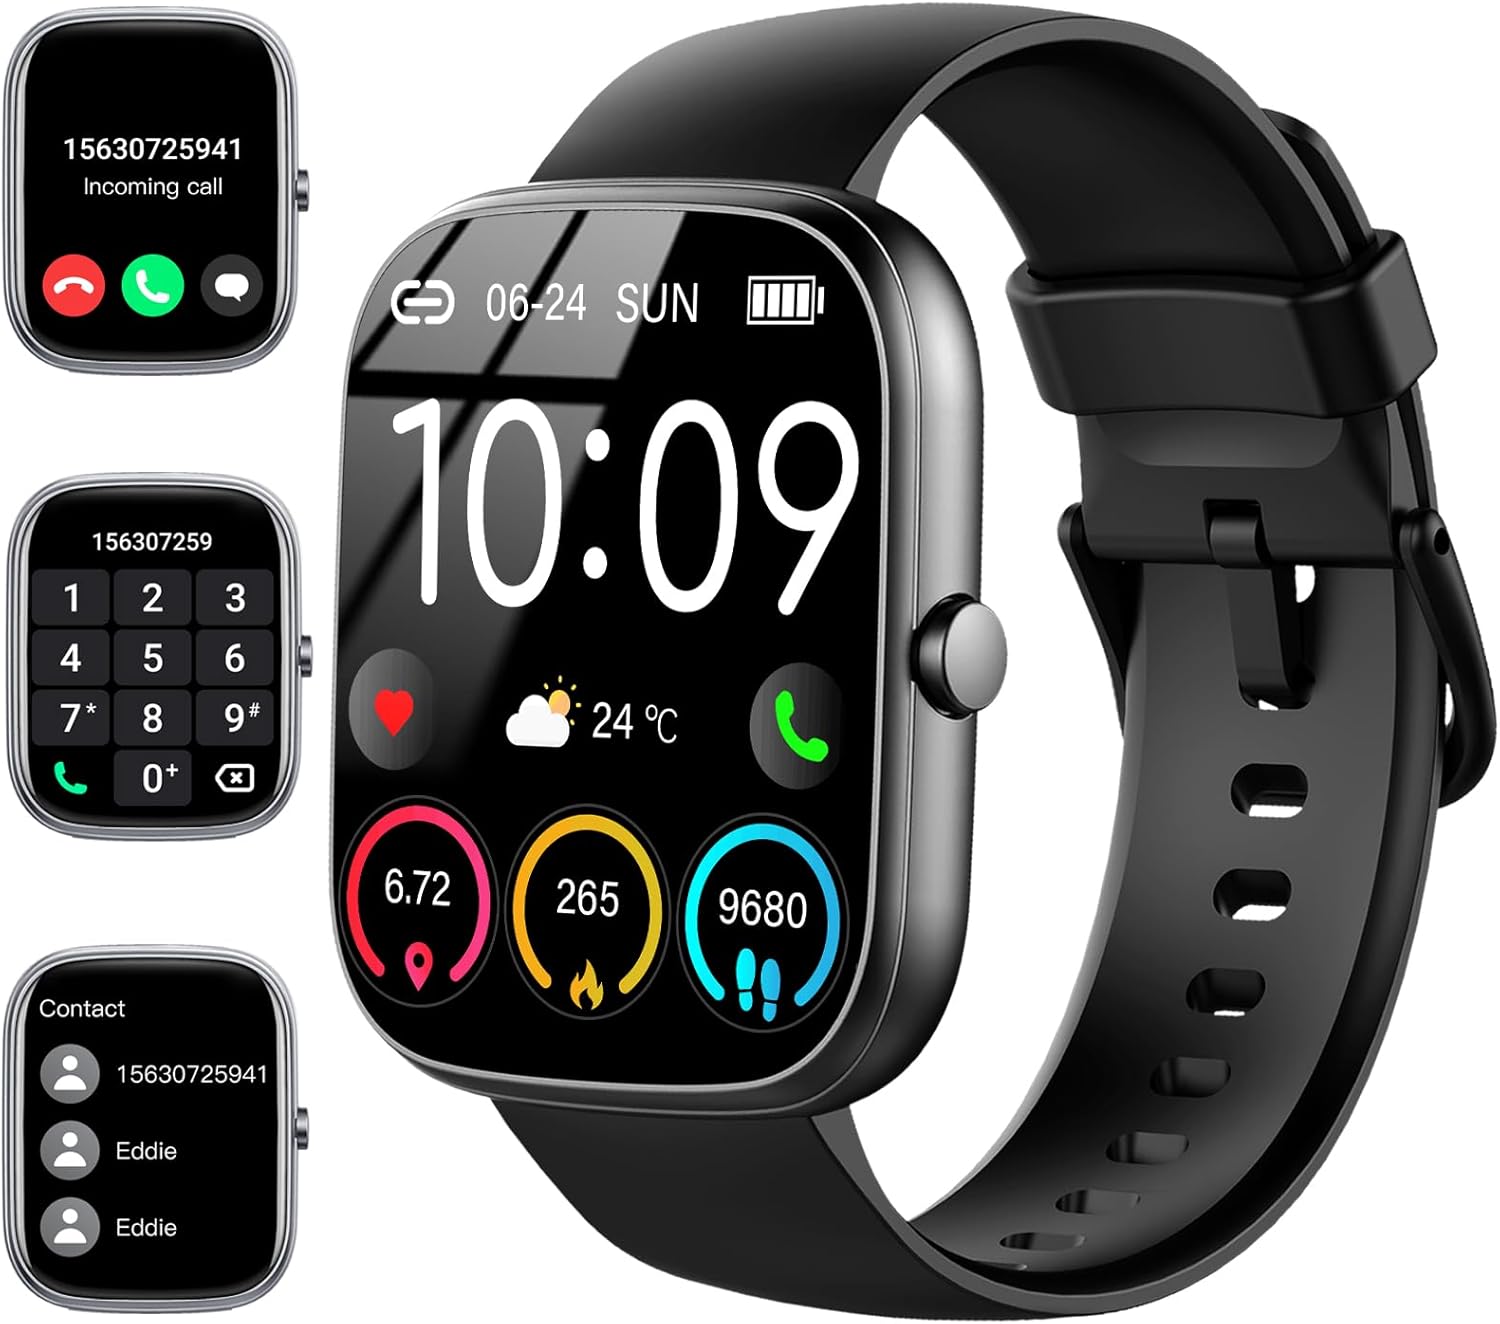 15630725941
Incoming call
156307259
1 2 3
4 5 6
7* 8 9#
0+
Contact
15630725941
Eddie
Eddie
06-24 SUN
10:09
24 ℃
6.72 265 9680